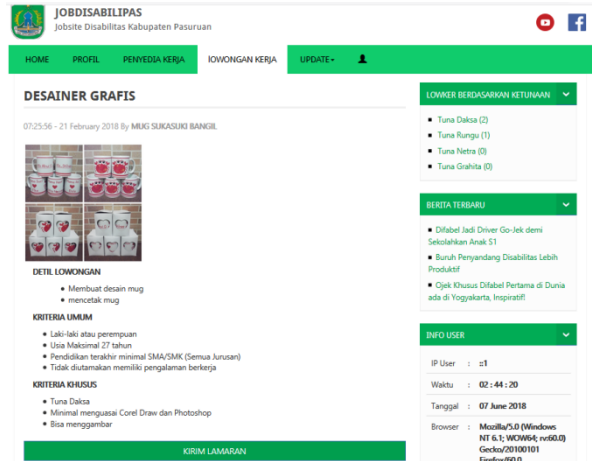 JOBDISABILIPAS
Jobsite Disabilitas Kabupaten Pasuruan
HOME PROFIL PENYEDIA KERJA lOWONGAN KERJA UPDATE
DESAINER GRAFIS
07:25:56 - 21 February 2018 By MUG SUKASUKI BANGIL
DETIL LOWONGAN
Membuat desain mug
mencetak mug
KRITERIA UMUM
Laki-laki atau perempuan
Usia Maksimal 27 tahun
Pendidikan terakhir minimal SMA/SMK (Semua Jurusan)
Tidak diutamakan memiliki pengalaman berkerja
KRITERIA KHUSUS
Tuna Daksa
Minimal menguasai Corel Draw dan Photoshop
Bisa menggambar
KIRIM LAMARAN
LOWKER BERDASARKAN KETUNAAN
Tuna Daksa (2)
Tuna Rungu (1)
Tuna Netra (0)
Tuna Grahita (0)
BERITA TERBARU
Difabel Jadi Driver Go-Jek demi
Sekolahkan Anak S1
Buruh Penyandang Disabilitas Lebih
Produktif
Ojek Khusus Difabel Pertama di Dunia
ada di Yogyakarta, Inspiratif!
INFO USER
IP User : ::1
Waktu : 02 : 44 : 20
Tanggal : 07 June 2018
Browser : Mozilla/5.0 (Windows
NT 6.1; WOW64; rv:60.0)
Gecko/20100101
Firefox/60.0